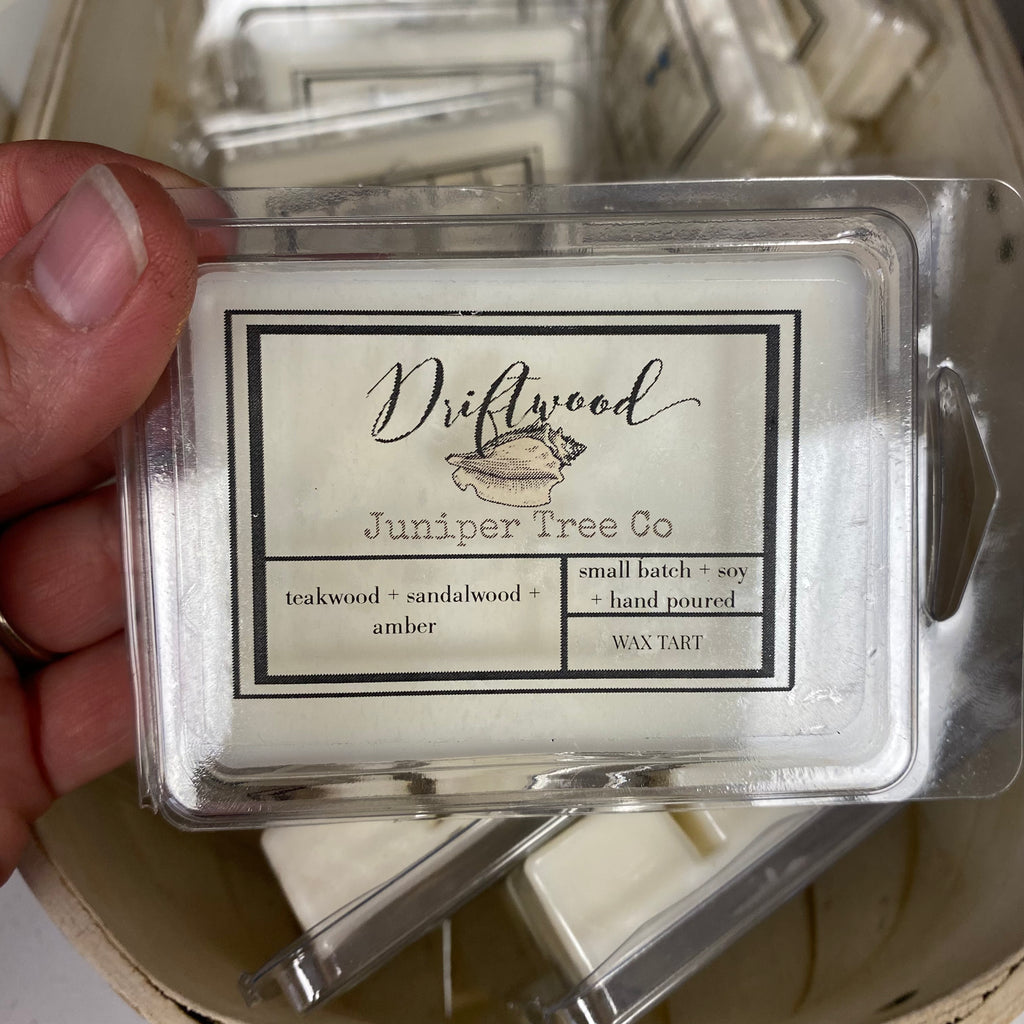 Driftwood
Juniper Tree Co
teakwood + sandalwood +
amber
small batch + soy
+ hand poured
WAX TART